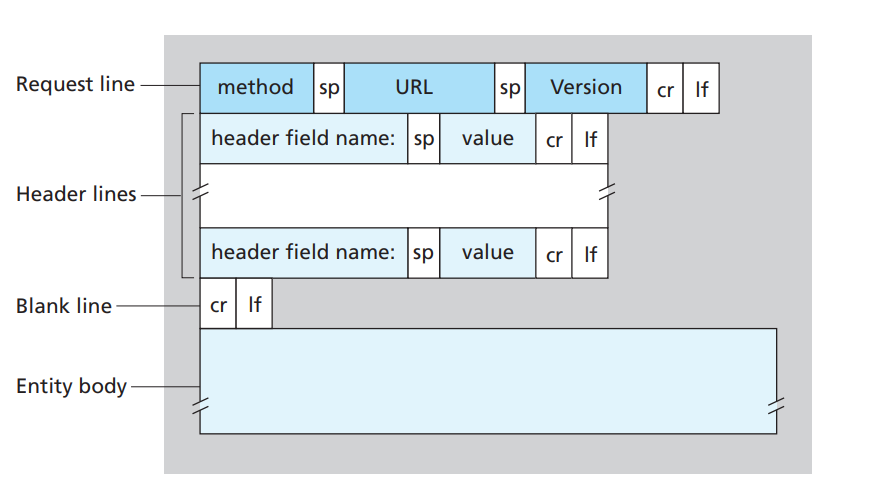 Request line method sp URL sp Version cr lf
header field name: sp value cr lf
Header lines
header field name: sp value cr lf
Blank line cr lf
Entity body